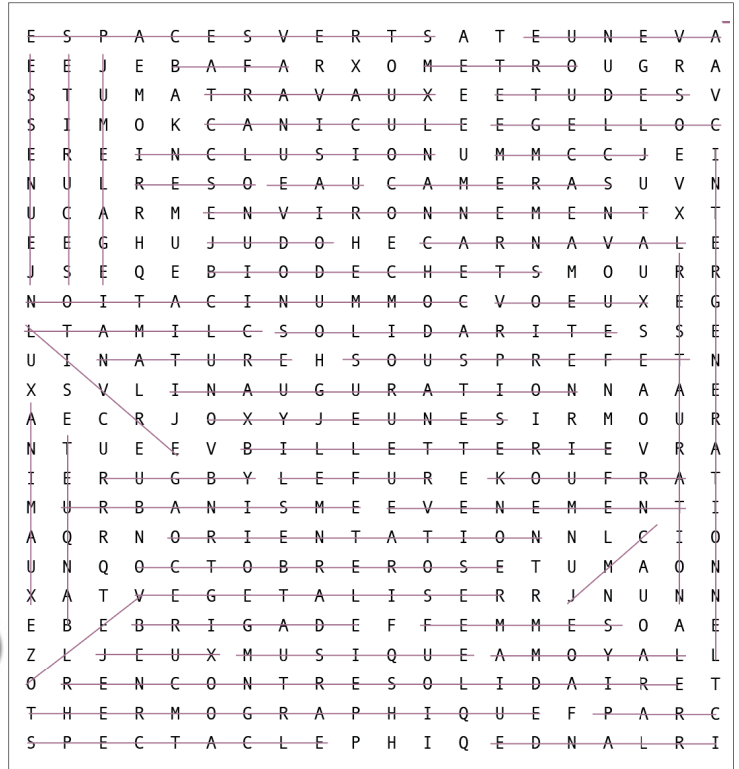 E S P A C E S V E R T S A T E U N E V A
E E J E B A F A R X O M E T R O U G R A
S T U M A T R A V A U X E E T U D E S V
S I M O K C A N I C U L E E G E L L O C
E R E I N C L U S I O N U M M C C J E I
N U L R E S O E A U C A M E R A S U V N
U C A R M E N V I R O N N E M E N T X T
E E G H U J U D O H E C A R N A V A L E
J S E Q E B I O D E C H E T S M O U R R
N O I T A C I N U M M O C V O E U X E G
L T A M I L C S O L I D A R I T E S S E
U I N A T U R E H S O U S P R E F E T N
X S V L I N A U G U R A T I O N N A A E
A E C R J O X Y J E U N E S I R M O U R
N T U E E V B I L L E T T E R I E V R A
I E R U G B Y L E F U R E K O U F R A T
M U R B A N I S M E E V E N E M E N T I
A Q R N O R I E N T A T I O N N L C I O
U N Q O C T O B R E R O S E T U M A O N
X A T V E G E T A L I S E R R J N U N N
E B E B R I G A D E F F E M M E S O A E
Z L J E U X M U S I Q U E A M O Y A L L
O R E N C O N T R E S O L I D A I R E T
T H E R M O G R A P H I Q U E F P A R C
S P E C T A C L E P H I Q E D N A L R I